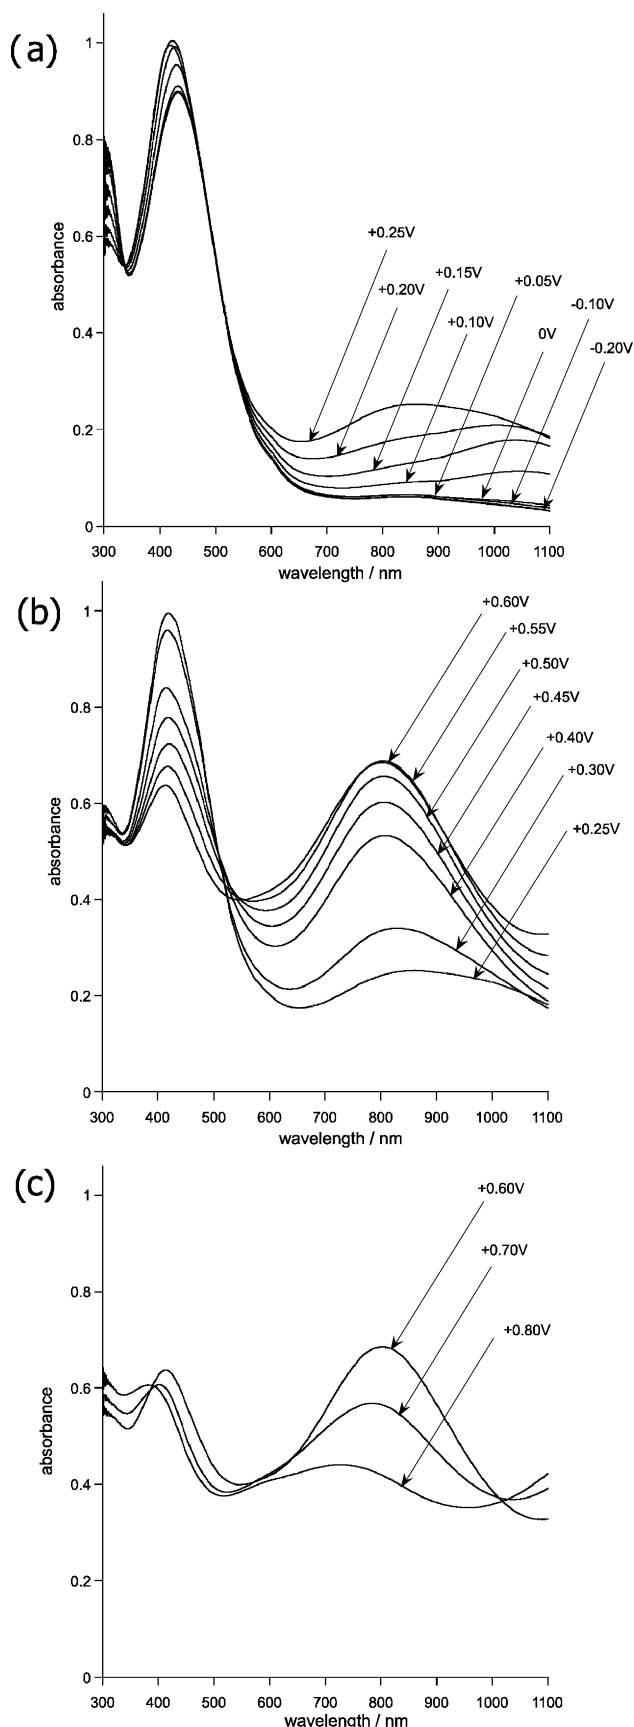 (a)
1
0.8
0.6
0.4
0.2
0
absorbance
+0.25V
+0.20V
+0.15V
+0.10V
+0.05V
0V
-0.10V
-0.20V
300 400 500 600 700 800 900 1000 1100
wavelength / nm
(b)
1
0.8
0.6
0.4
0.2
0
absorbance
+0.60V
+0.55V
+0.50V
+0.45V
+0.40V
+0.30V
+0.25V
300 400 500 600 700 800 900 1000 1100
wavelength / nm
(c)
1
0.8
0.6
0.4
0.2
0
absorbance
+0.60V
+0.70V
+0.80V
300 400 500 600 700 800 900 1000 1100
wavelength / nm